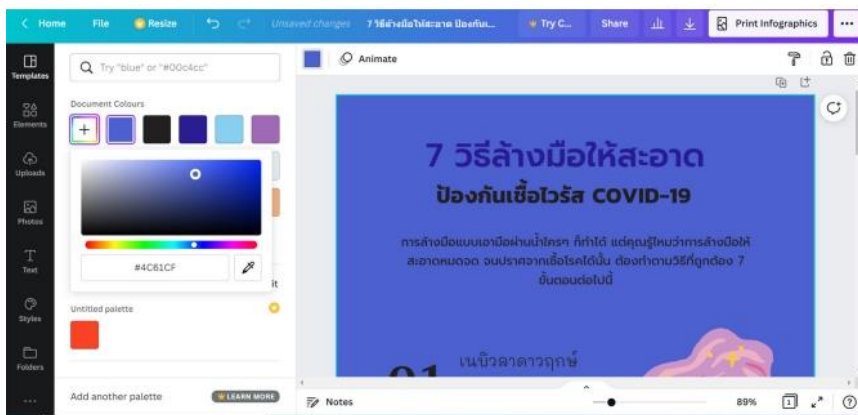 Home
File
Resize
Unsaved changes
7 วิธีล้างมือให้สะอาด ป้องกันเ...
Try C...
Share
Print Infographics
Templates
Elements
Uploads
Photos
Text
Styles
Folders
Try "blue" or "#00c4cc"
Document Colours
#4C61CF
it
Untitled palette
Add another palette
LEARN MORE
Animate
7 วิธีล้างมือให้สะอาด
ป้องกันเชื้อไวรัส COVID-19
การล้างมือแบบเอามือผ่านน้ำใครๆ ก็ทำได้ แต่คุณรู้ไหมว่าการล้างมือให้
สะอาดหมดจด จนปราศจากเชื้อโรคได้นั้น ต้องทำตามวิธีที่ถูกต้อง 7
ขั้นตอนต่อไปนี้
01
เนบิวลาดาวฤกษ์
Notes
89%
1